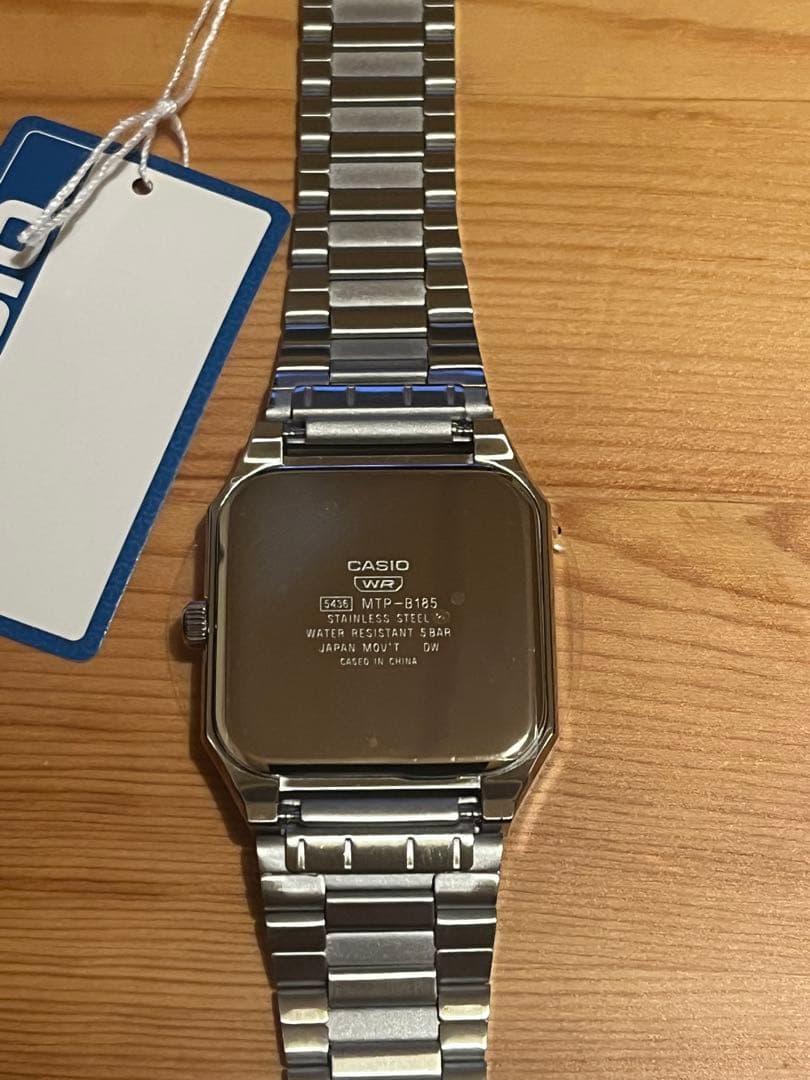 CASIO
WR
5436 MTP-B185
STAINLESS STEEL
WATER RESISTANT 5BAR
JAPAN MOV'T DW
CASED IN CHINA